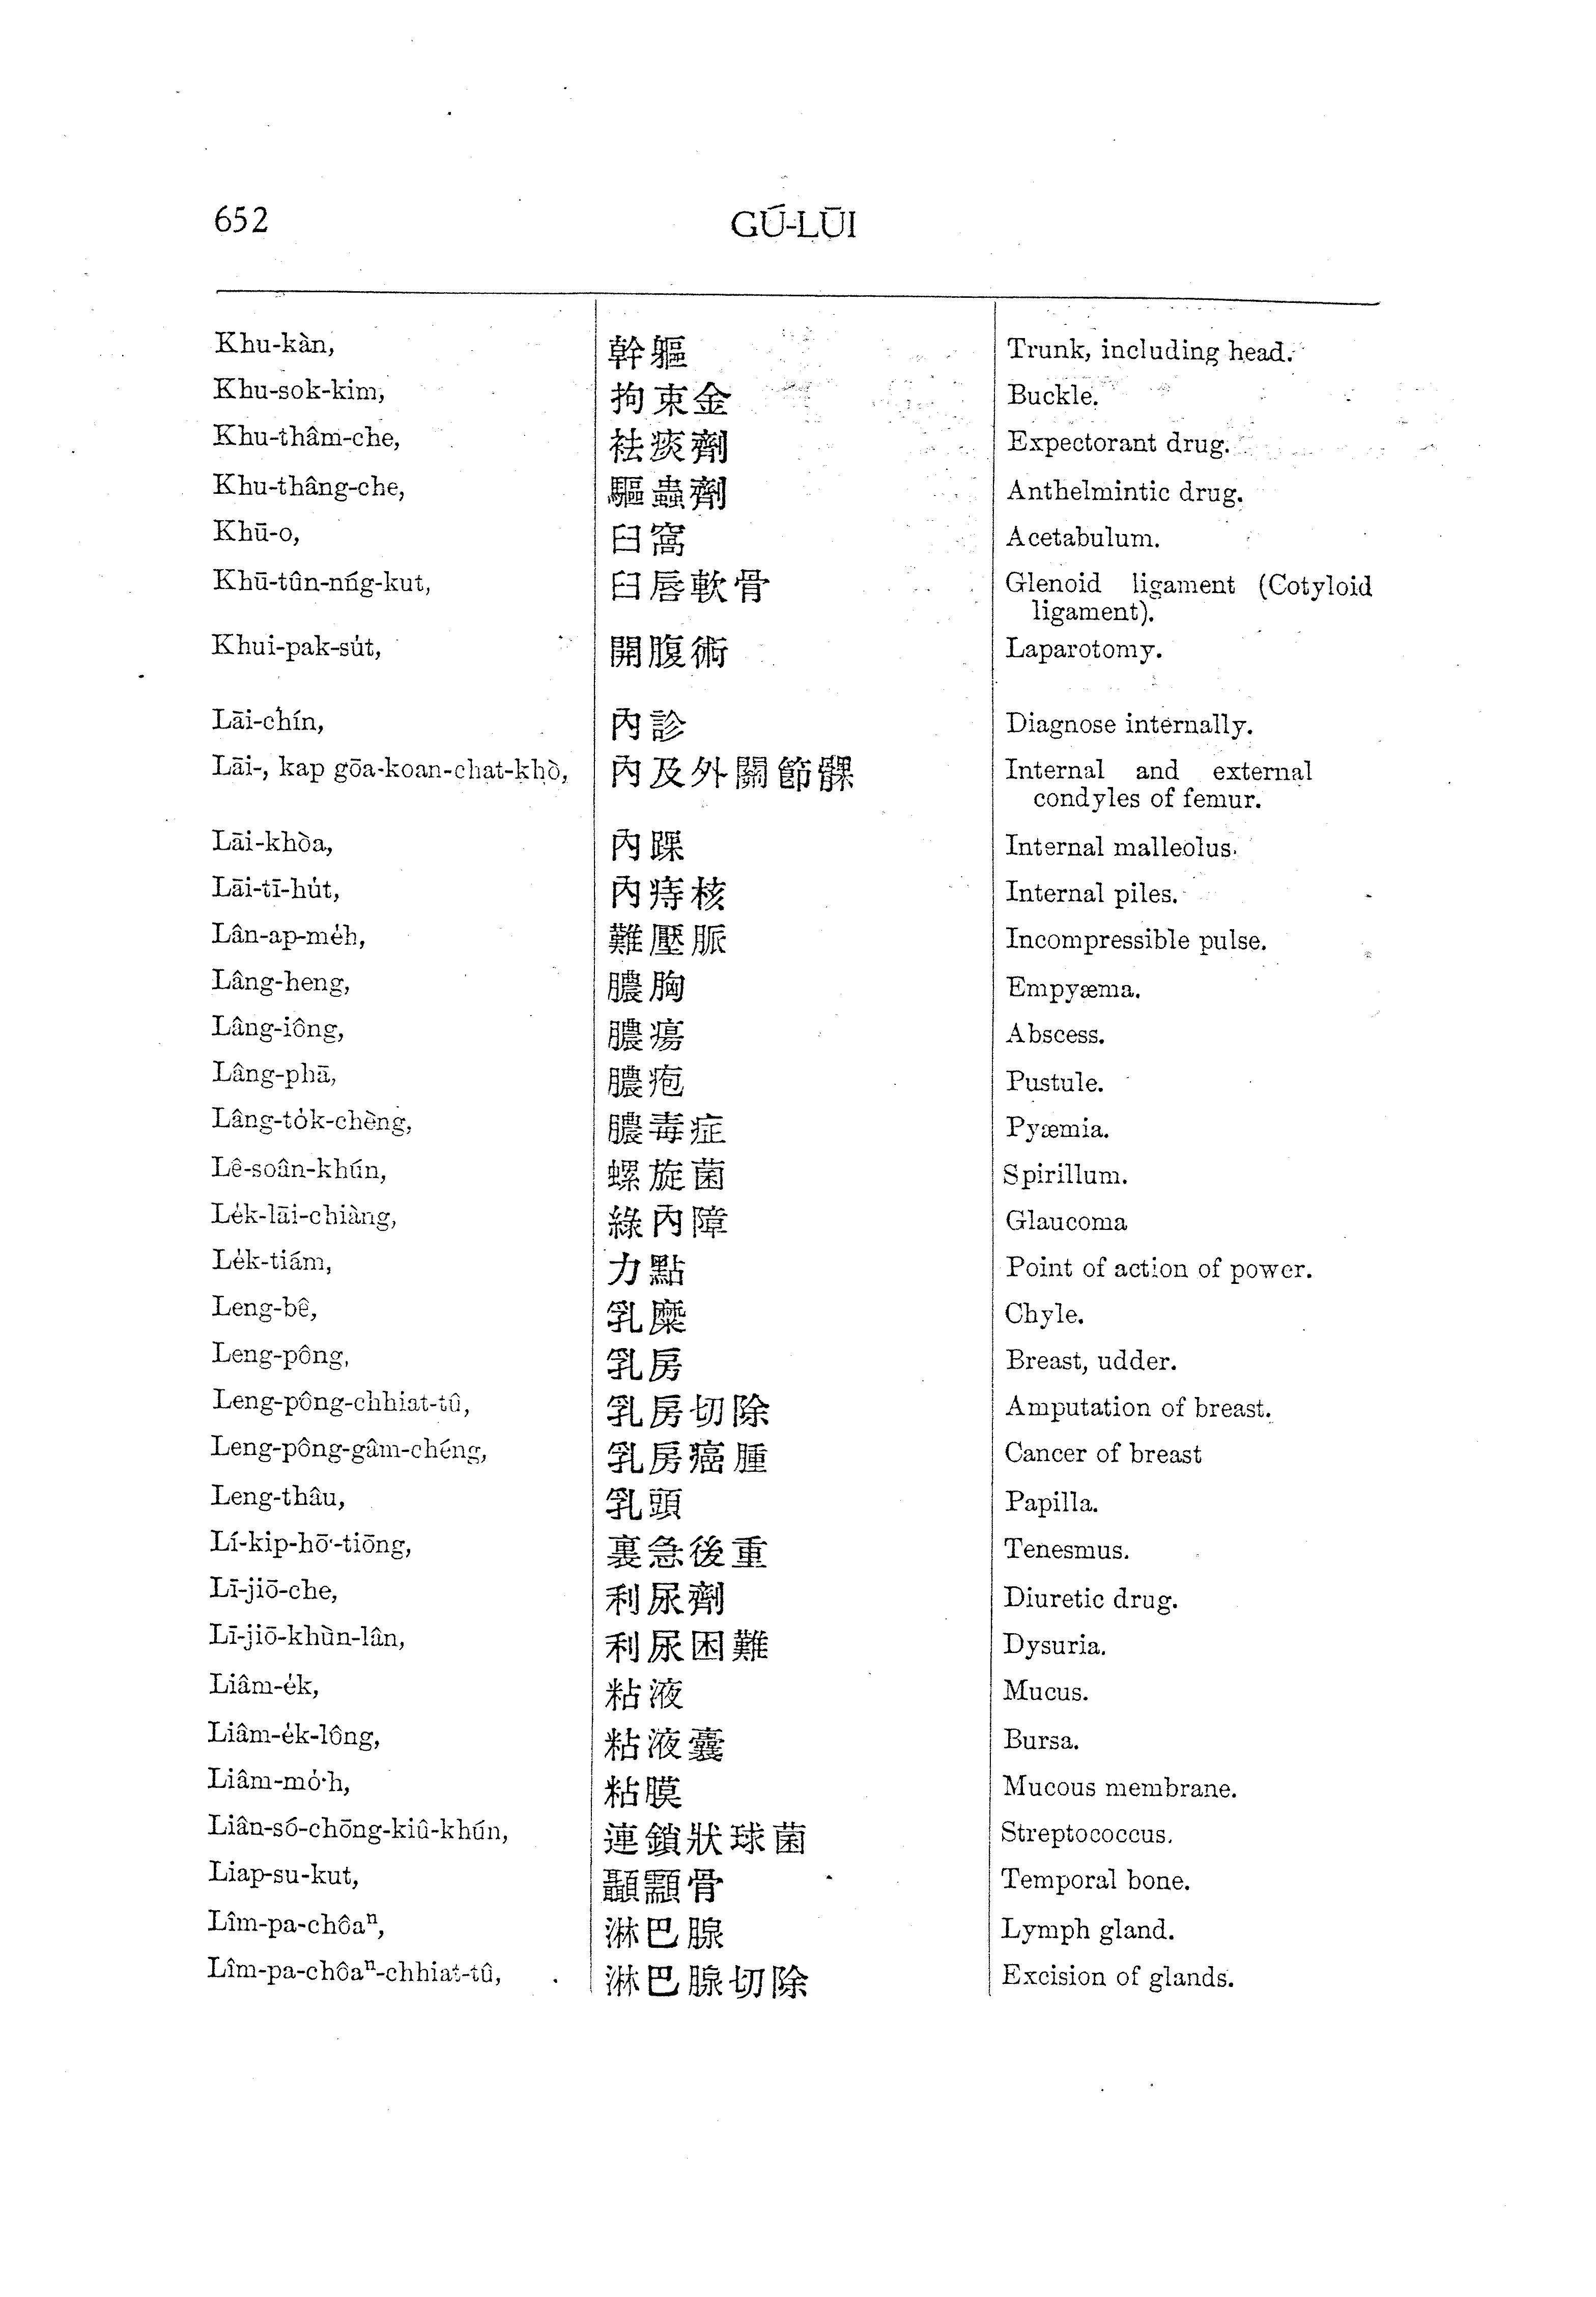 652 GÚ-LŪI
Khu-kàn, 幹軀 Trunk, including head.
Khu-sok-kim, 拘束金 Buckle.
Khu-thâm-che, 袪痰劑 Expectorant drug.
Khu-thâng-che, 驅蟲劑 Anthelmintic drug.
Khū-o, 臼窩 Acetabulum.
Khū-tûn-nńg-kut, 臼唇軟骨 Glenoid ligament (Cotyloid
ligament).
Khui-pak-su̍t, 開腹術 Laparotomy.
Lāi-chín, 內診 Diagnose internally.
Lāi-, kap gōa-koan-chat-khò, 內及外關節髁 Internal and external
condyles of femur.
Lāi-khòa, 內踝 Internal malleolus.
Lāi-tī-hu̍t, 內痔核 Internal piles.
Lân-ap-me̍h, 難壓脈 Incompressible pulse.
Lâng-heng, 膿胸 Empyæma.
Lâng-iông, 膿瘍 Abscess.
Lâng-phā, 膿疱 Pustule.
Lâng-to̍k-chèng, 膿毒症 Pyæmia.
Lê-soân-khún, 螺旋菌 Spirillum.
Le̍k-lāi-chiàng, 綠內障 Glaucoma
Le̍k-tiám, 力點 Point of action of power.
Leng-bê, 乳糜 Chyle.
Leng-pông, 乳房 Breast, udder.
Leng-pông-chhiat-tû, 乳房切除 Amputation of breast.
Leng-pông-gâm-chéng, 乳房癌腫 Cancer of breast
Leng-thâu, 乳頭 Papilla.
Lí-kip-hō͘-tiōng, 裏急後重 Tenesmus.
Lī-jiō-che, 利尿劑 Diuretic drug.
Lī-jiō-khùn-lân, 利尿困難 Dysuria.
Liâm-e̍k, 粘液 Mucus.
Liâm-e̍k-lông, 粘液囊 Bursa.
Liâm-mo̍͘h, 粘膜 Mucous membrane.
Liân-só-chōng-kiû-khún, 連鎖狀球菌 Streptococcus.
Liap-su-kut, 顳顬骨 Temporal bone.
Lîm-pa-chôaⁿ, 淋巴腺 Lymph gland.
Lîm-pa-chôaⁿ-chhiat-tû, 淋巴腺切除 Excision of glands.